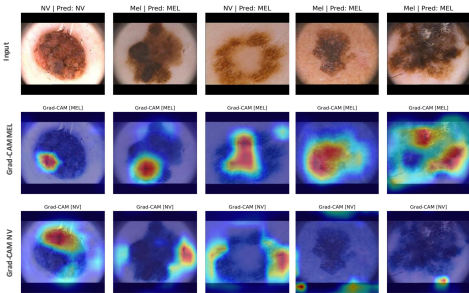 NV | Pred: NV
Mel | Pred: MEL
NV | Pred: MEL
Mel | Pred: MEL
Mel | Pred: MEL
Input
Grad-CAM [MEL]
Grad-CAM [MEL]
Grad-CAM [MEL]
Grad-CAM [MEL]
Grad-CAM [MEL]
Grad-CAM MEL
Grad-CAM [NV]
Grad-CAM [NV]
Grad-CAM [NV]
Grad-CAM [NV]
Grad-CAM [NV]
Grad-CAM NV